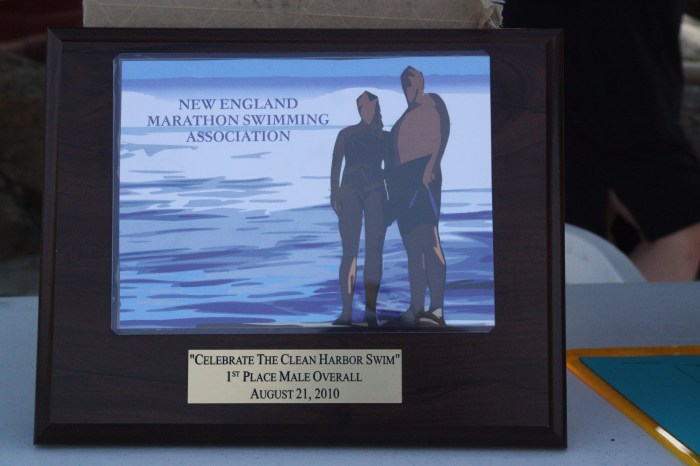 NEW ENGLAND
MARATHON SWIMMING
ASSOCIATION
"CELEBRATE THE CLEAN HARBOR SWIM"
1ST PLACE MALE OVERALL
AUGUST 21, 2010